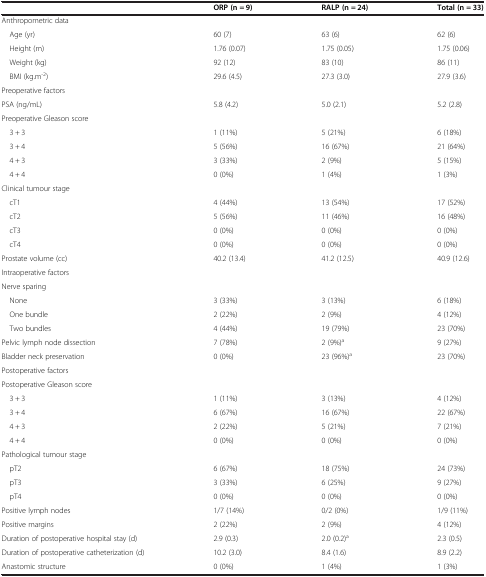 ORP (n = 9) RALP (n = 24) Total (n = 33)
Anthropometric data
Age (yr) 60 (7) 63 (6) 62 (6)
Height (m) 1.76 (0.07) 1.75 (0.05) 1.75 (0.06)
Weight (kg) 92 (12) 83 (10) 86 (11)
BMI (kg.m-2) 29.6 (4.5) 27.3 (3.0) 27.9 (3.6)
Preoperative factors
PSA (ng/mL) 5.8 (4.2) 5.0 (2.1) 5.2 (2.8)
Preoperative Gleason score
3 + 3 1 (11%) 5 (21%) 6 (18%)
3 + 4 5 (56%) 16 (67%) 21 (64%)
4 + 3 3 (33%) 2 (9%) 5 (15%)
4 + 4 0 (0%) 1 (4%) 1 (3%)
Clinical tumour stage
cT1 4 (44%) 13 (54%) 17 (52%)
cT2 5 (56%) 11 (46%) 16 (48%)
cT3 0 (0%) 0 (0%) 0 (0%)
cT4 0 (0%) 0 (0%) 0 (0%)
Prostate volume (cc) 40.2 (13.4) 41.2 (12.5) 40.9 (12.6)
Intraoperative factors
Nerve sparing
None 3 (33%) 3 (13%) 6 (18%)
One bundle 2 (22%) 2 (9%) 4 (12%)
Two bundles 4 (44%) 19 (79%) 23 (70%)
Pelvic lymph node dissection 7 (78%) 2 (9%)a 9 (27%)
Bladder neck preservation 0 (0%) 23 (96%)a 23 (70%)
Postoperative factors
Postoperative Gleason score
3 + 3 1 (11%) 3 (13%) 4 (12%)
3 + 4 6 (67%) 16 (67%) 22 (67%)
4 + 3 2 (22%) 5 (21%) 7 (21%)
4 + 4 0 (0%) 0 (0%) 0 (0%)
Pathological tumour stage
pT2 6 (67%) 18 (75%) 24 (73%)
pT3 3 (33%) 6 (25%) 9 (27%)
pT4 0 (0%) 0 (0%) 0 (0%)
Positive lymph nodes 1/7 (14%) 0/2 (0%) 1/9 (11%)
Positive margins 2 (22%) 2 (9%) 4 (12%)
Duration of postoperative hospital stay (d) 2.9 (0.3) 2.0 (0.2)a 2.3 (0.5)
Duration of postoperative catheterization (d) 10.2 (3.0) 8.4 (1.6) 8.9 (2.2)
Anastomic structure 0 (0%) 1 (4%) 1 (3%)